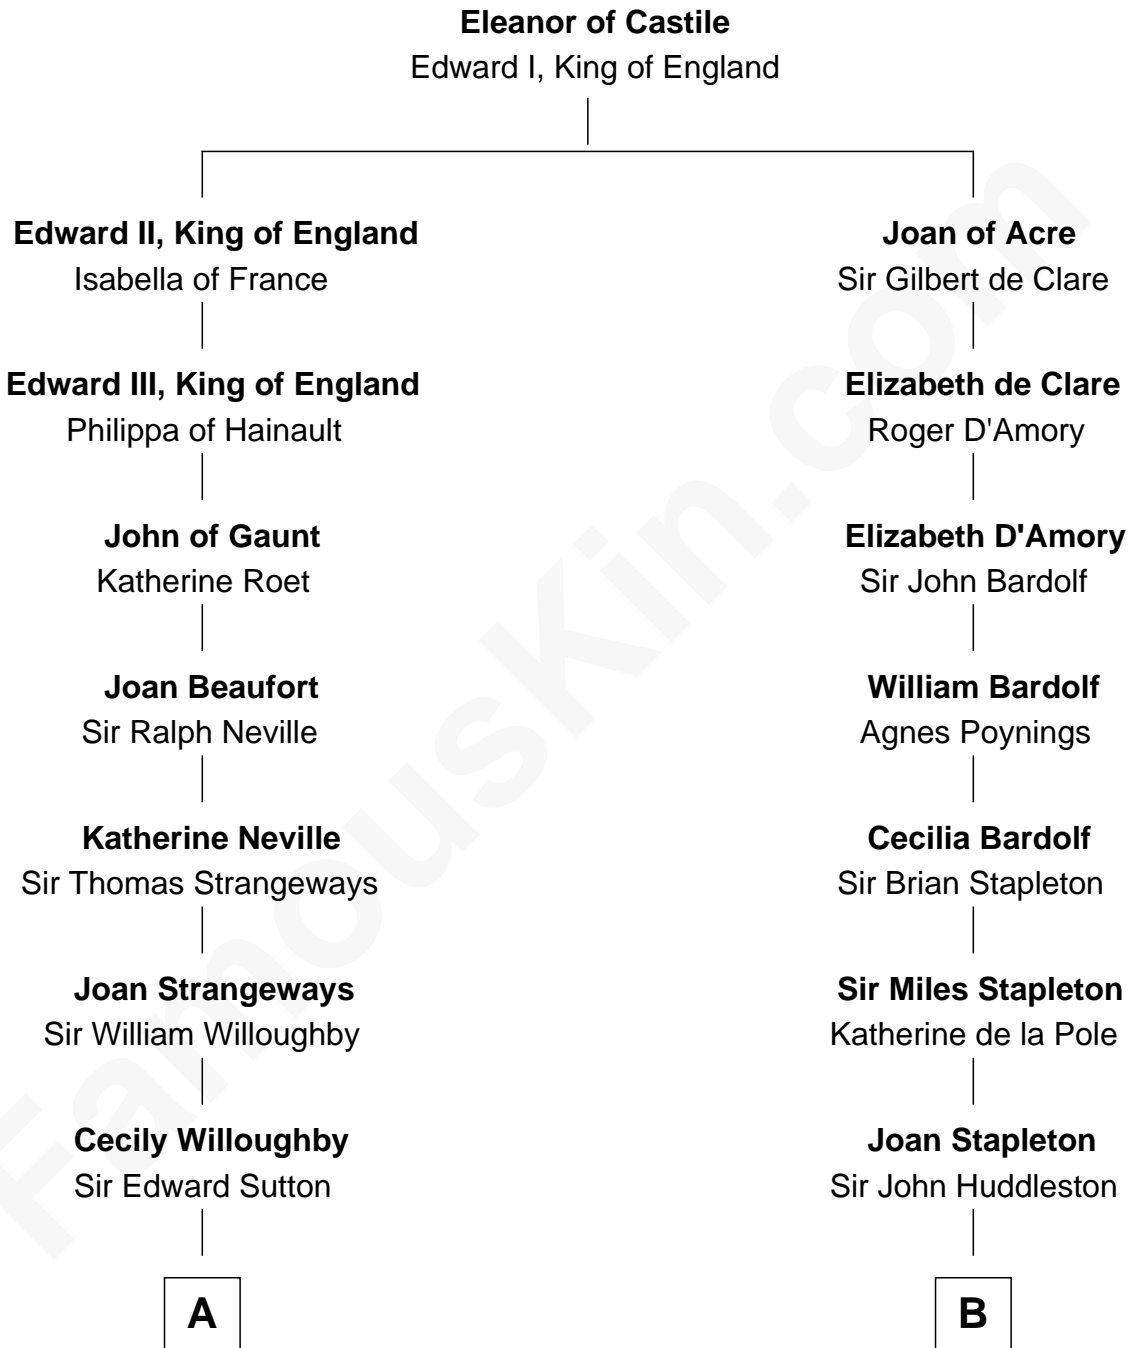 Eleanor of Castile
Edward I, King of England
Edward II, King of England
Isabella of France
Joan of Acre
Sir Gilbert de Clare
Edward III, King of England
Philippa of Hainault
Elizabeth de Clare
Roger D'Amory
John of Gaunt
Katherine Roet
Elizabeth D'Amory
Sir John Bardolf
Joan Beaufort
Sir Ralph Neville
William Bardolf
Agnes Poynings
Katherine Neville
Sir Thomas Strangeways
Cecilia Bardolf
Sir Brian Stapleton
Joan Strangeways
Sir William Willoughby
Sir Miles Stapleton
Katherine de la Pole
Cecily Willoughby
Sir Edward Sutton
Joan Stapleton
Sir John Huddleston
A
B
FamousKin.com